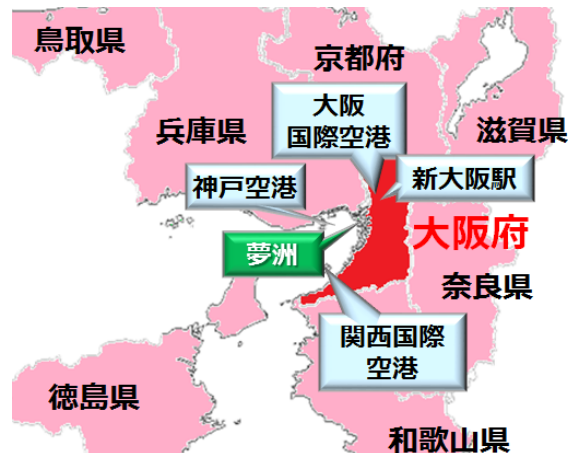 鳥取県
京都府
大阪
国際空港
兵庫県
滋賀県
新大阪駅
神戸空港
大阪府
夢洲
奈良県
関西国際
空港
徳島県
和歌山県